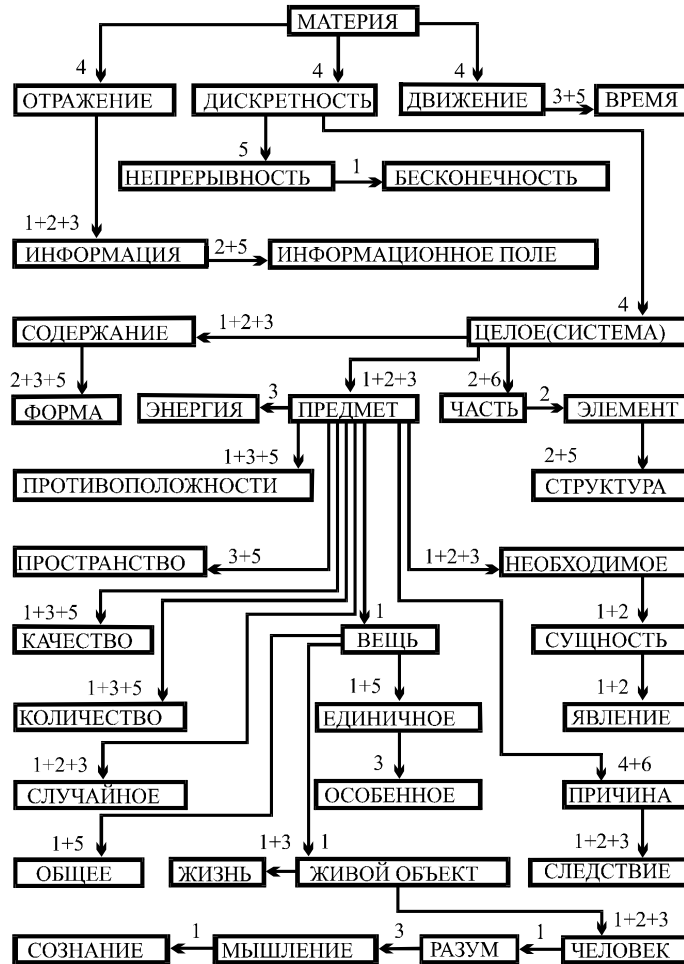 МАТЕРИЯ
4 4 4
ОТРАЖЕНИЕ ДИСКРЕТНОСТЬ ДВИЖЕНИЕ 3+5 ВРЕМЯ
5 1
НЕПРЕРЫВНОСТЬ БЕСКОНЕЧНОСТЬ
1+2+3
ИНФОРМАЦИЯ 2+5 ИНФОРМАЦИОННОЕ ПОЛЕ
4
СОДЕРЖАНИЕ 1+2+3 ЦЕЛОЕ(СИСТЕМА)
2+3+5 1+2+3 2+6
ФОРМА ЭНЕРГИЯ 3 ПРЕДМЕТ ЧАСТЬ 2 ЭЛЕМЕНТ
1+3+5 2+5
ПРОТИВОПОЛОЖНОСТИ СТРУКТУРА
ПРОСТРАНСТВО 3+5 1+2+3 НЕОБХОДИМОЕ
1+3+5 1 1+2
КАЧЕСТВО ВЕЩЬ СУЩНОСТЬ
1+3+5 1+5 1+2
КОЛИЧЕСТВО ЕДИНИЧНОЕ ЯВЛЕНИЕ
1+2+3 3 4+6
СЛУЧАЙНОЕ ОСОБЕННОЕ ПРИЧИНА
1+5 1+3 1 1+2+3
ОБЩЕЕ ЖИЗНЬ ЖИВОЙ ОБЪЕКТ СЛЕДСТВИЕ
1 3 1 1+2+3
СОЗНАНИЕ МЫШЛЕНИЕ РАЗУМ ЧЕЛОВЕК